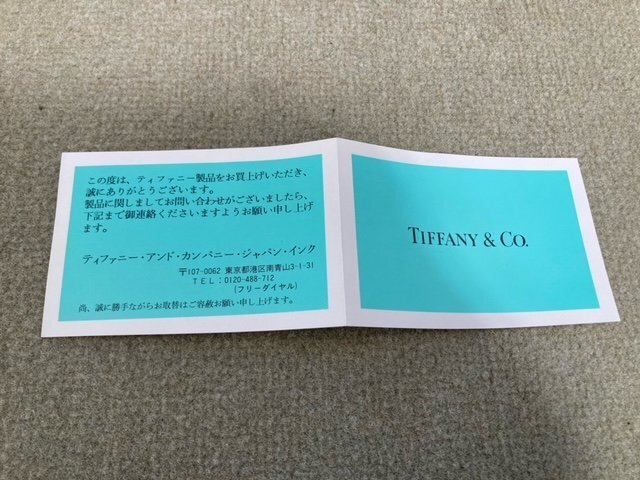 この度は、ティファニー製品をお買上げいただき、
誠にありがとうございます。
製品に関しましてお問い合わせがございましたら、
下記まで御連絡くださいますようお願い申し上げ
ます。
ティファニー・アンド・カンパニー・ジャパン・インク
〒107-0062 東京都港区南青山3-1-31
TEL:0120-488-712
(フリーダイヤル)
尚、誠に勝手ながらお取替はご容赦お願い申し上げます。
TIFFANY & CO.